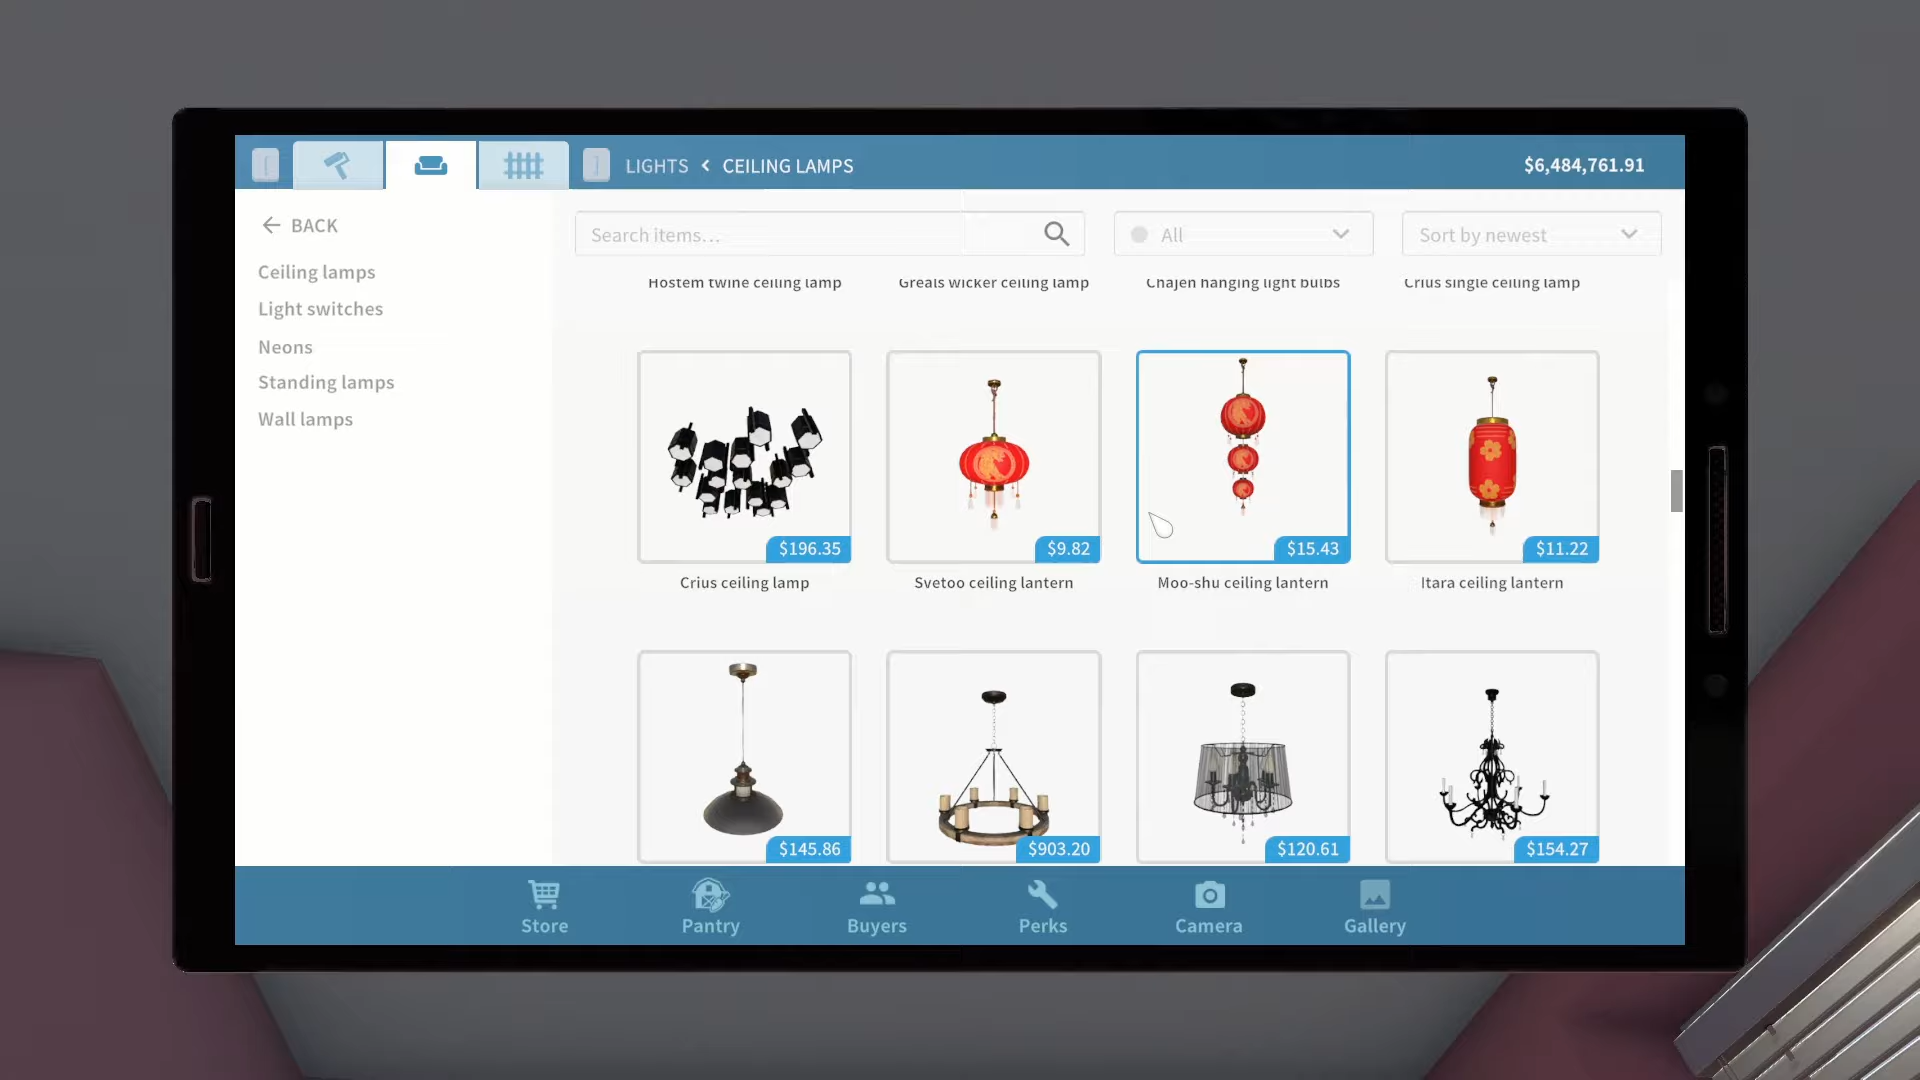 LIGHTS < CEILING LAMPS
$6,484,761.91
BACK
Ceiling lamps
Light switches
Neons
Standing lamps
Wall lamps
Search items...
All
Sort by newest
Hostem twine ceiling lamp
Greals wicker ceiling lamp
Chajen hanging light bulbs
Crius single ceiling lamp
$196.35
$9.82
$15.43
$11.22
Crius ceiling lamp
Svetoo ceiling lantern
Moo-shu ceiling lantern
Itara ceiling lantern
$145.86
$903.20
$120.61
$154.27
Store
Pantry
Buyers
Perks
Camera
Gallery